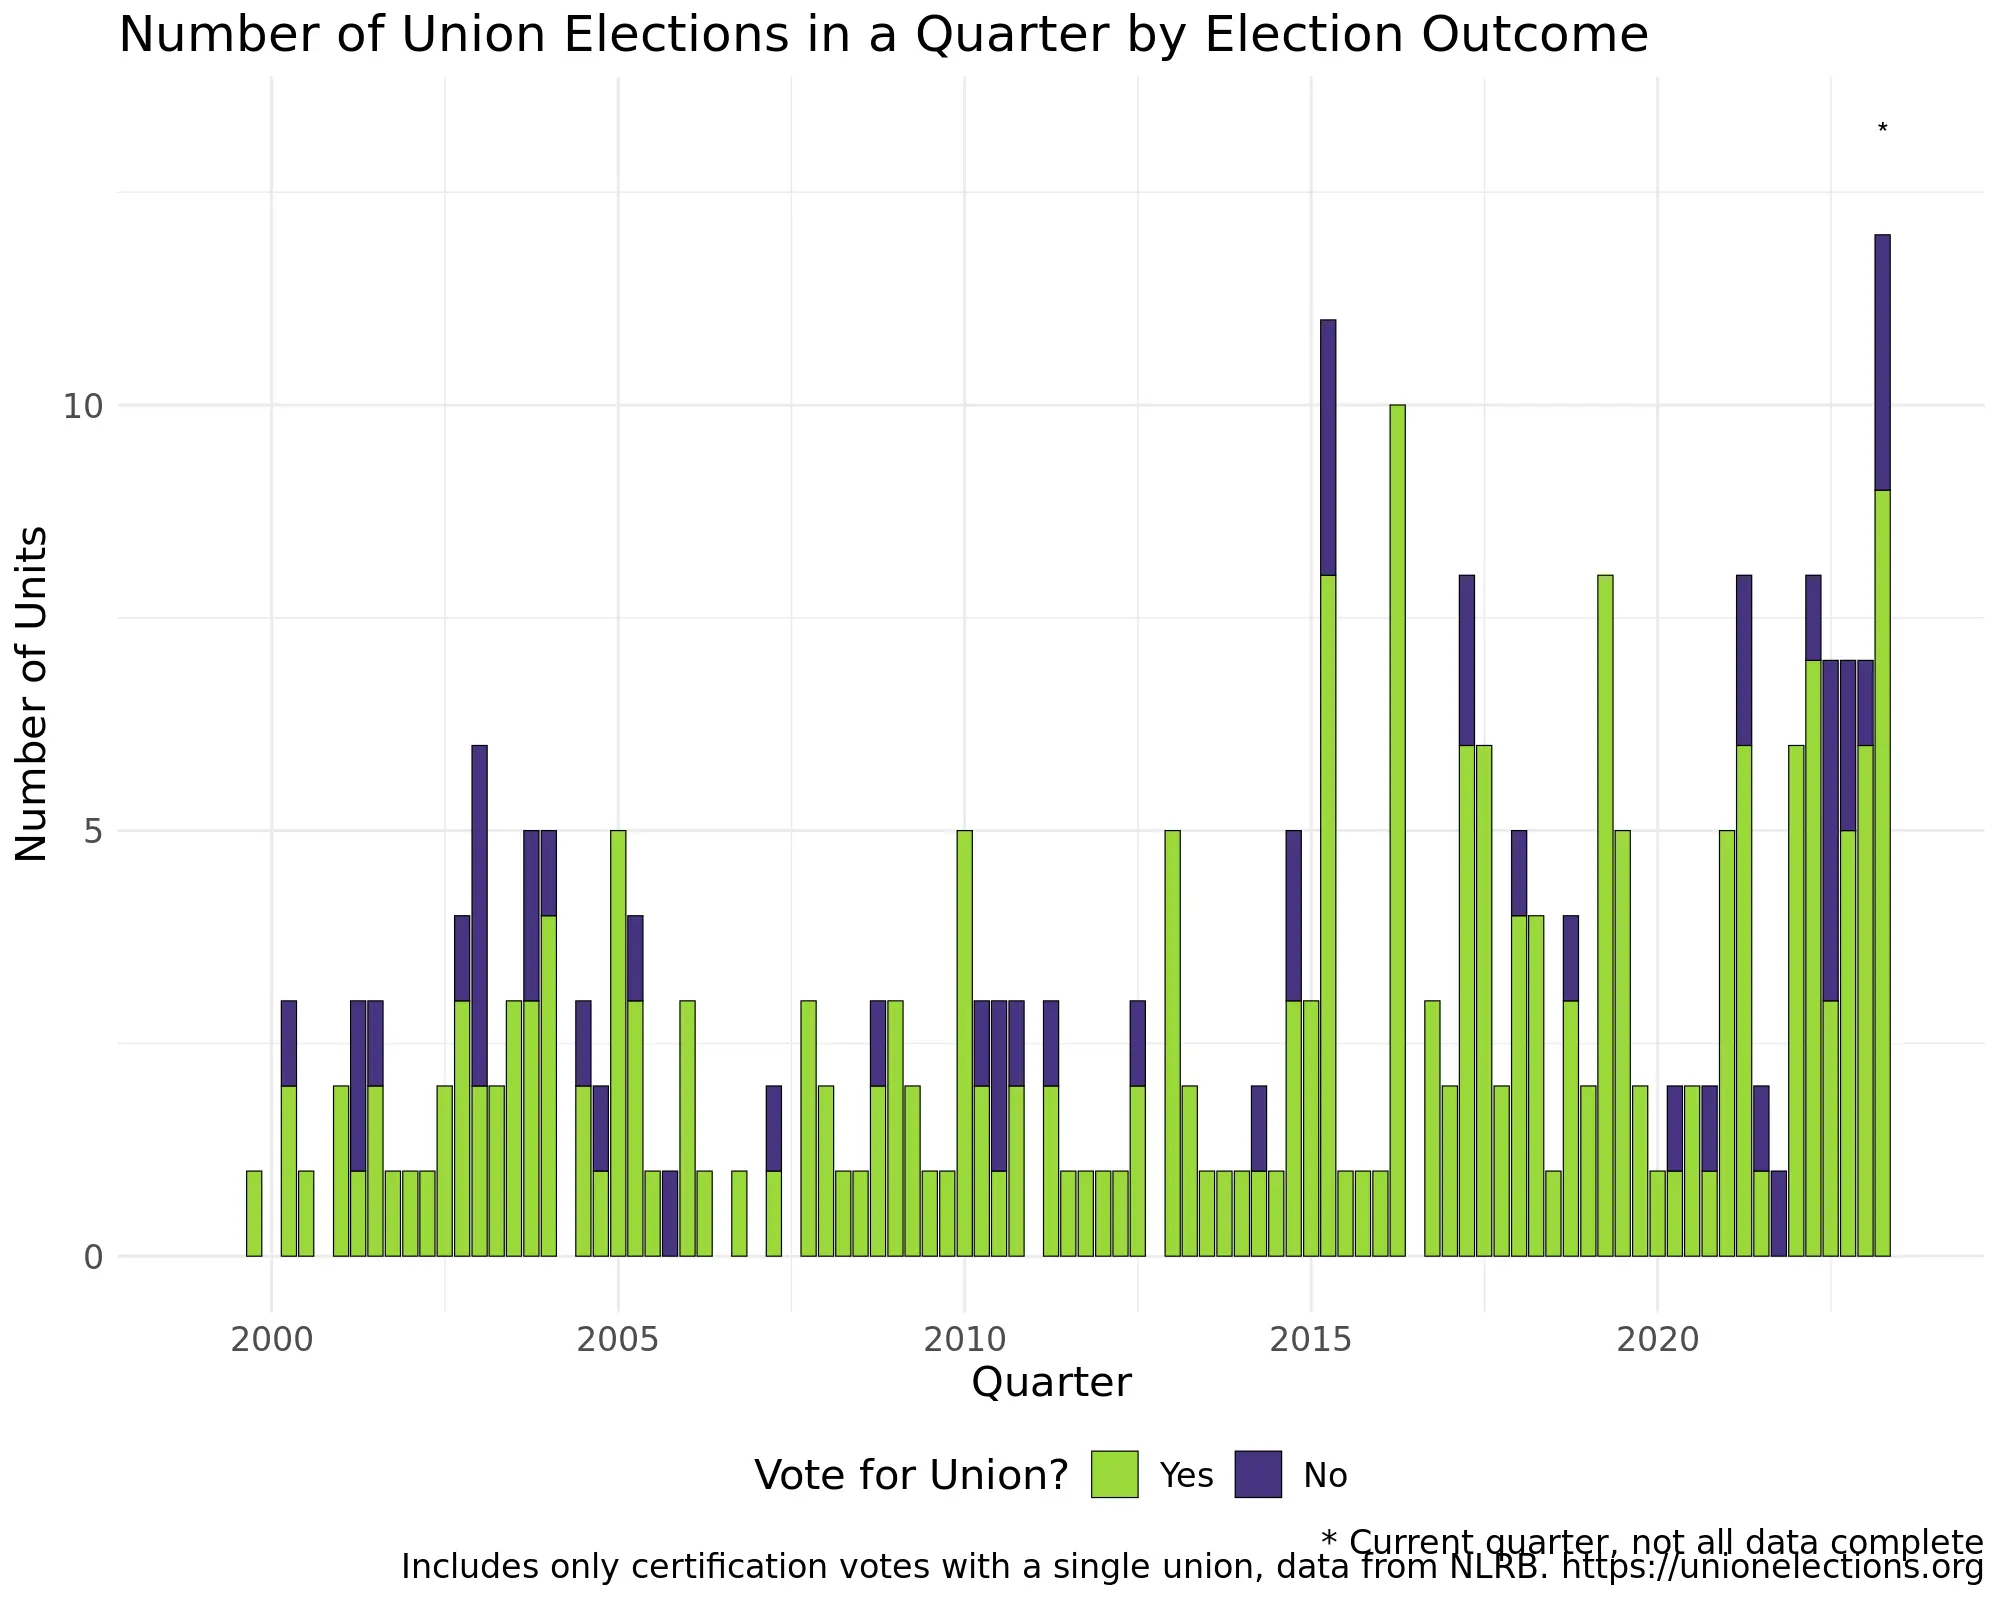 Number of Union Elections in a Quarter by Election Outcome
*
10
5
0
Number of Units
2000 2005 2010 2015 2020
Quarter
Vote for Union? Yes No
* Current quarter, not all data complete
Includes only certification votes with a single union, data from NLRB. https://unionelections.org